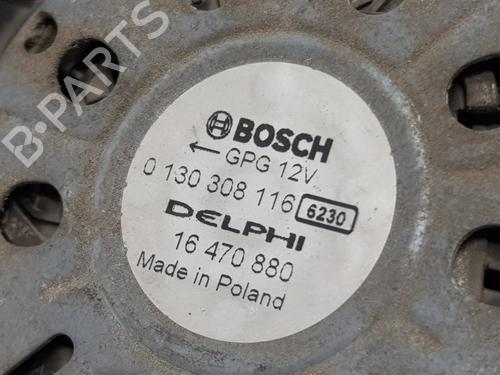 BOSCH
← GPG 12V
0 130 308 116 6230
DELPHI
16 470 880
Made in Poland
B-PARTS